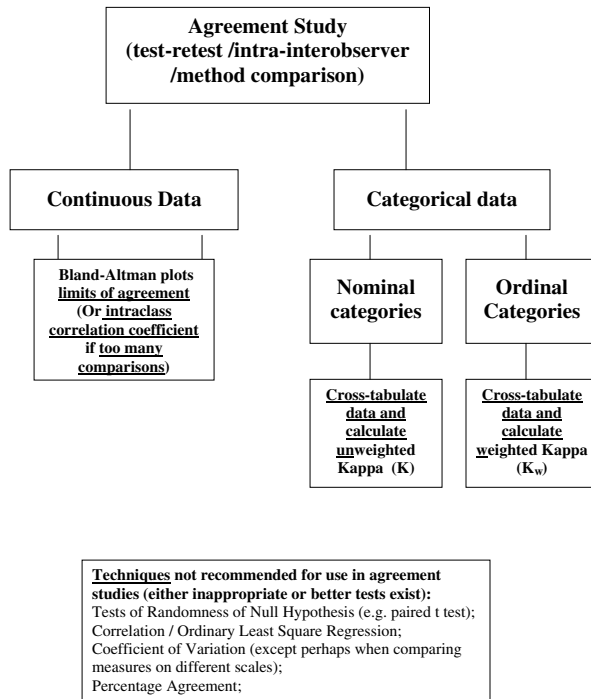 Agreement Study
(test-retest /intra-interobserver
/method comparison)
Continuous Data
Categorical data
Bland-Altman plots
limits of agreement
(Or intraclass
correlation coefficient
if too many
comparisons)
Nominal
categories
Ordinal
Categories
Cross-tabulate
data and
calculate
unweighted
Kappa (K)
Cross-tabulate
data and
calculate
weighted Kappa
(Kw)
Techniques not recommended for use in agreement
studies (either inappropriate or better tests exist):
Tests of Randomness of Null Hypothesis (e.g. paired t test);
Correlation / Ordinary Least Square Regression;
Coefficient of Variation (except perhaps when comparing
measures on different scales);
Percentage Agreement;